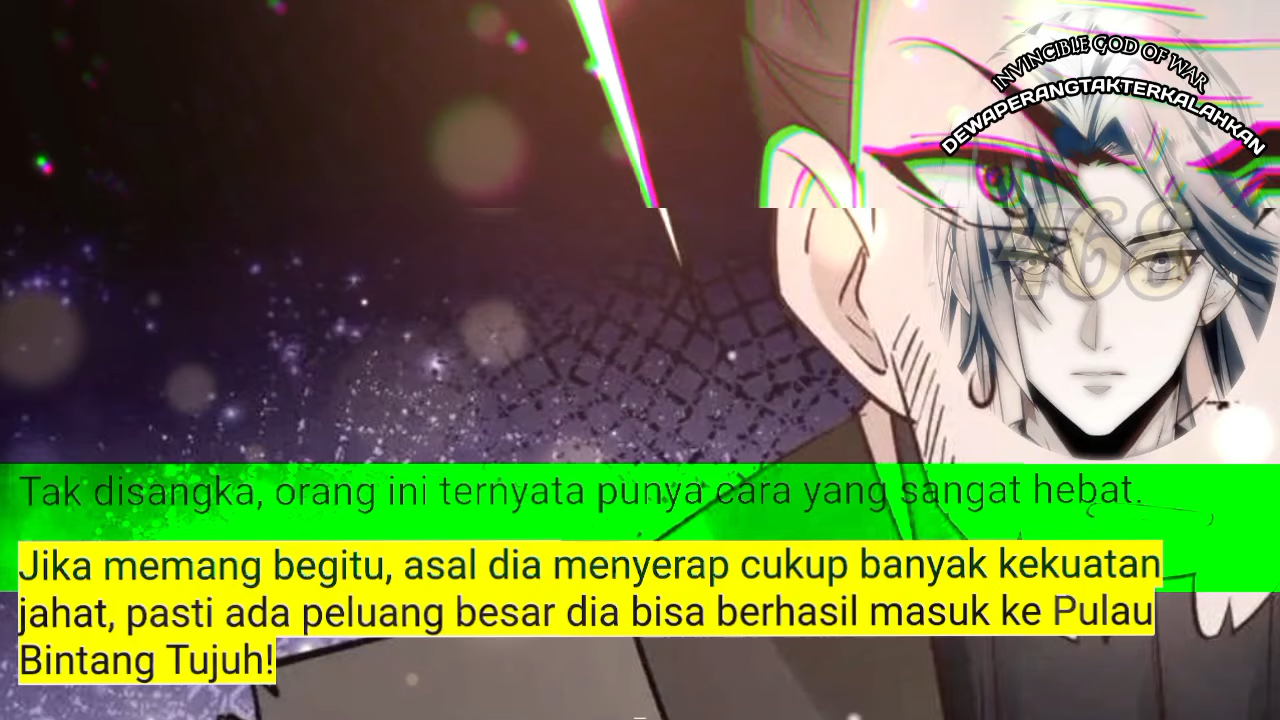 INVINCIBLE GOD OF WAR
DEWAPERANGTAKTERKALAHKAN
768
Tak disangka, orang ini ternyata punya cara yang sangat hebat.
Jika memang begitu, asal dia menyerap cukup banyak kekuatan
jahat, pasti ada peluang besar dia bisa berhasil masuk ke Pulau
Bintang Tujuh!